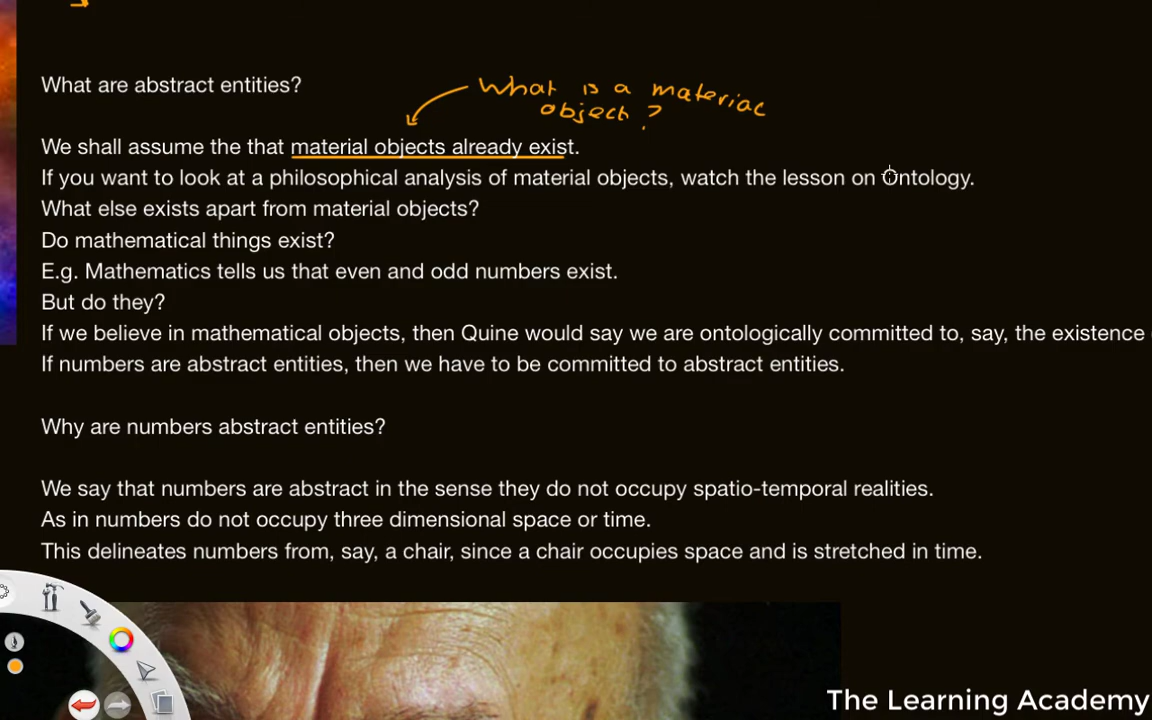 What are abstract entities?
What is a material
object?
We shall assume the that material objects already exist.
If you want to look at a philosophical analysis of material objects, watch the lesson on Ontology.
What else exists apart from material objects?
Do mathematical things exist?
E.g. Mathematics tells us that even and odd numbers exist.
But do they?
If we believe in mathematical objects, then Quine would say we are ontologically committed to, say, the existence
If numbers are abstract entities, then we have to be committed to abstract entities.
Why are numbers abstract entities?
We say that numbers are abstract in the sense they do not occupy spatio-temporal realities.
As in numbers do not occupy three dimensional space or time.
This delineates numbers from, say, a chair, since a chair occupies space and is stretched in time.
The Learning Academy